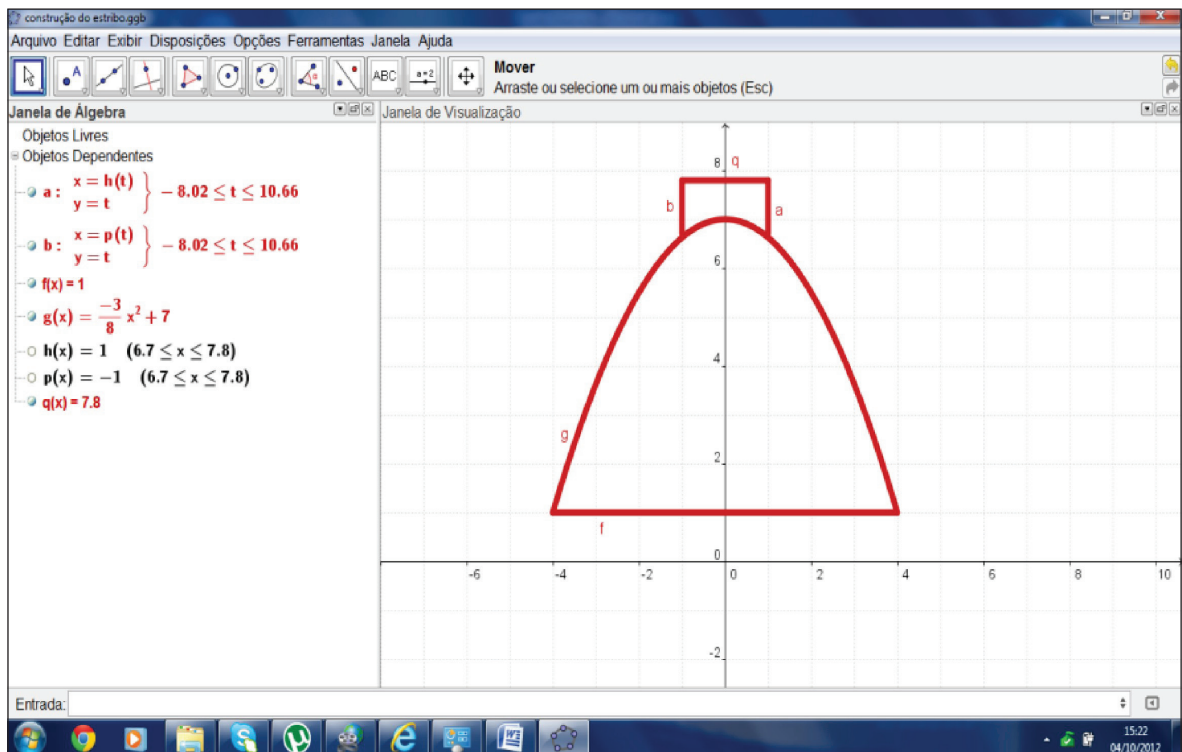 construção do estribo.ggb
Arquivo Editar Exibir Disposições Opções Ferramentas Janela Ajuda
A
ABC
a=2
Mover
Arraste ou selecione um ou mais objetos (Esc)
Janela de Álgebra
Janela de Visualização
Objetos Livres
Objetos Dependentes
a : x = h(t) y = t } − 8.02 ≤ t ≤ 10.66
b : x = p(t) y = t } − 8.02 ≤ t ≤ 10.66
f(x) = 1
g(x) = −3/8 x² + 7
h(x) = 1 (6.7 ≤ x ≤ 7.8)
p(x) = −1 (6.7 ≤ x ≤ 7.8)
q(x) = 7.8
8 q
b a
6
4
g
2
f
0
-6 -4 -2 0 2 4 6 8 10
-2
Entrada:
15:22
04/10/2012